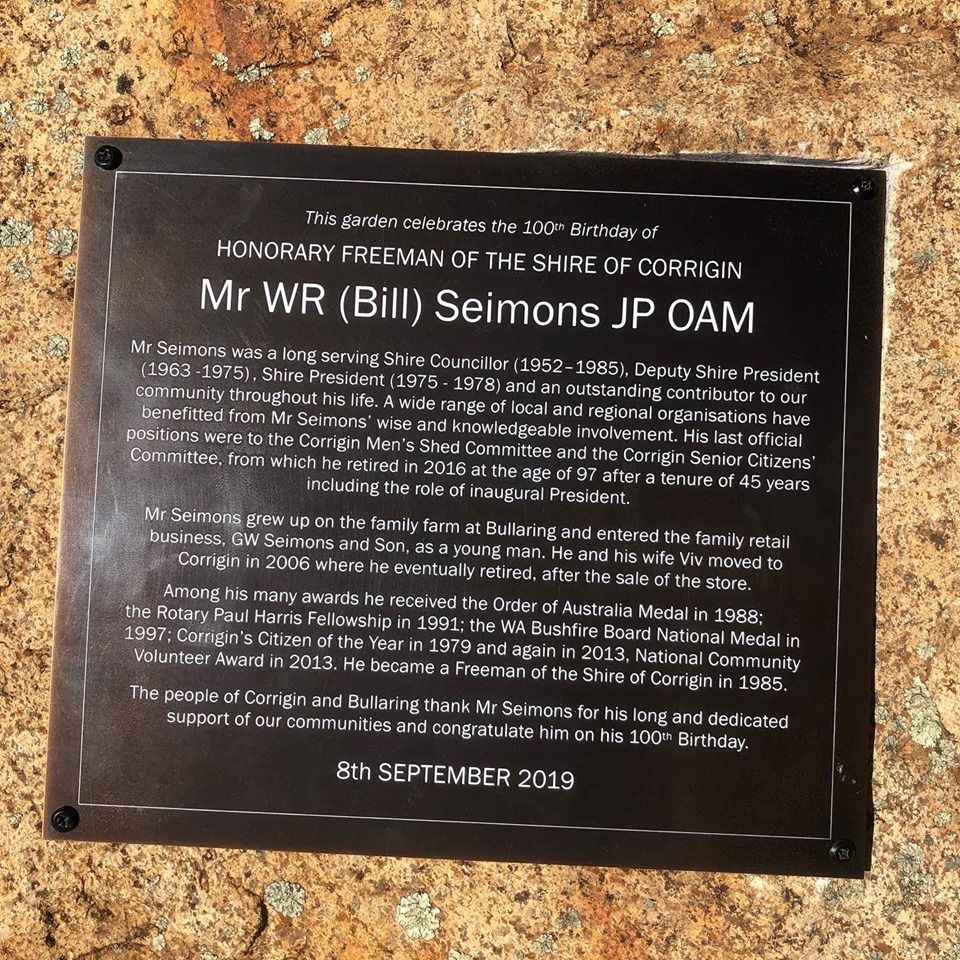 This garden celebrates the 100th Birthday of
HONORARY FREEMAN OF THE SHIRE OF CORRIGIN
Mr WR (Bill) Seimons JP OAM
Mr Seimons was a long serving Shire Councillor (1952–1985), Deputy Shire President
(1963 -1975), Shire President (1975 - 1978) and an outstanding contributor to our
community throughout his life. A wide range of local and regional organisations have
benefitted from Mr Seimons' wise and knowledgeable involvement. His last official
positions were to the Corrigin Men's Shed Committee and the Corrigin Senior Citizens'
Committee, from which he retired in 2016 at the age of 97 after a tenure of 45 years
including the role of inaugural President.
Mr Seimons grew up on the family farm at Bullaring and entered the family retail
business, GW Seimons and Son, as a young man. He and his wife Viv moved to
Corrigin in 2006 where he eventually retired, after the sale of the store.
Among his many awards he received the Order of Australia Medal in 1988;
the Rotary Paul Harris Fellowship in 1991; the WA Bushfire Board National Medal in
1997; Corrigin's Citizen of the Year in 1979 and again in 2013, National Community
Volunteer Award in 2013. He became a Freeman of the Shire of Corrigin in 1985.
The people of Corrigin and Bullaring thank Mr Seimons for his long and dedicated
support of our communities and congratulate him on his 100th Birthday.
8th SEPTEMBER 2019